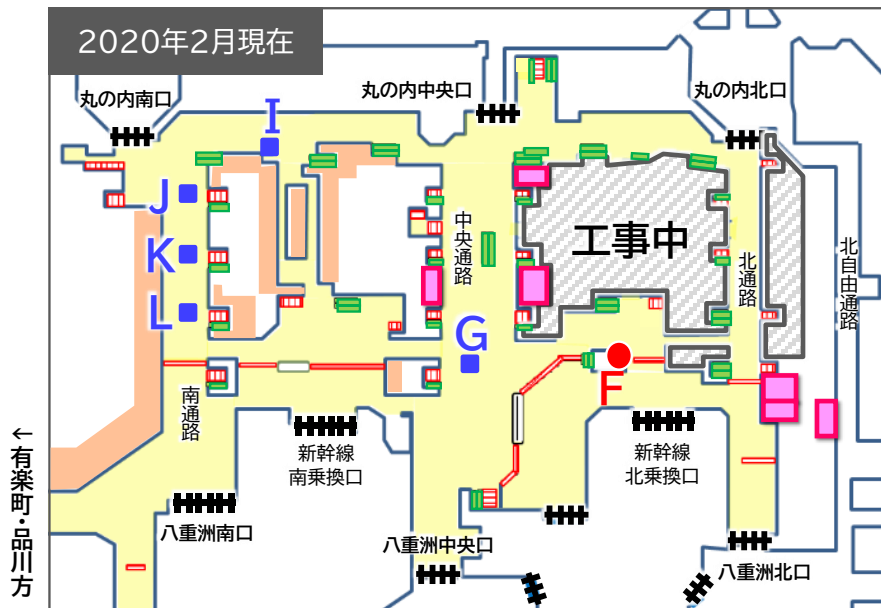 2020年2月現在
丸の内南口
丸の内中央口
丸の内北口
I
J
K
L
中央通路
工事中
北通路
北自由通路
G
F
南通路
新幹線
南乗換口
新幹線
北乗換口
←有楽町・品川方
八重洲南口
八重洲中央口
八重洲北口